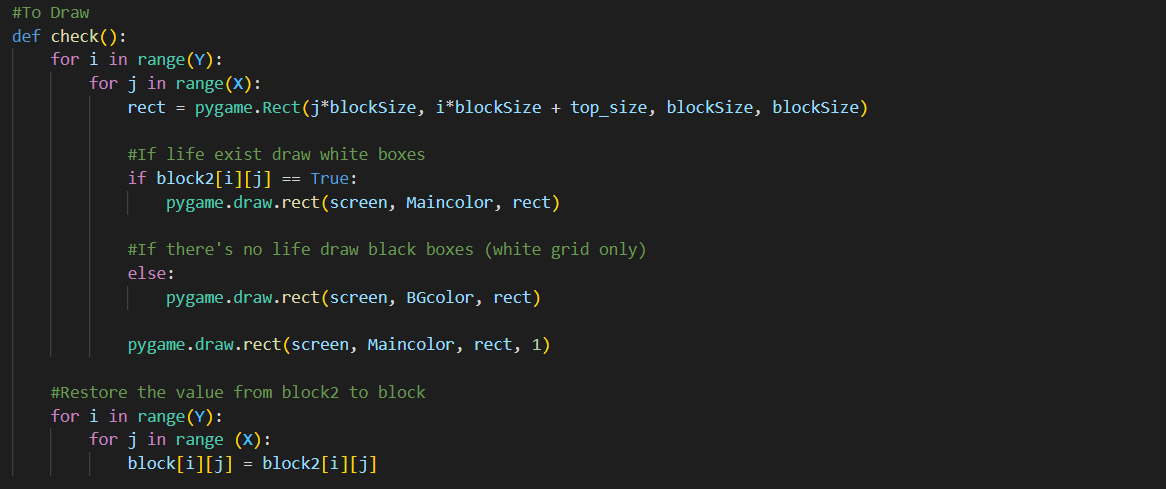 #To Draw
def check():
    for i in range(Y):
        for j in range(X):
            rect = pygame.Rect(j*blockSize, i*blockSize + top_size, blockSize, blockSize)

            #If life exist draw white boxes
            if block2[i][j] == True:
                pygame.draw.rect(screen, Maincolor, rect)

            #If there's no life draw black boxes (white grid only)
            else:
                pygame.draw.rect(screen, BGcolor, rect)

            pygame.draw.rect(screen, Maincolor, rect, 1)

    #Restore the value from block2 to block
    for i in range(Y):
        for j in range (X):
            block[i][j] = block2[i][j]